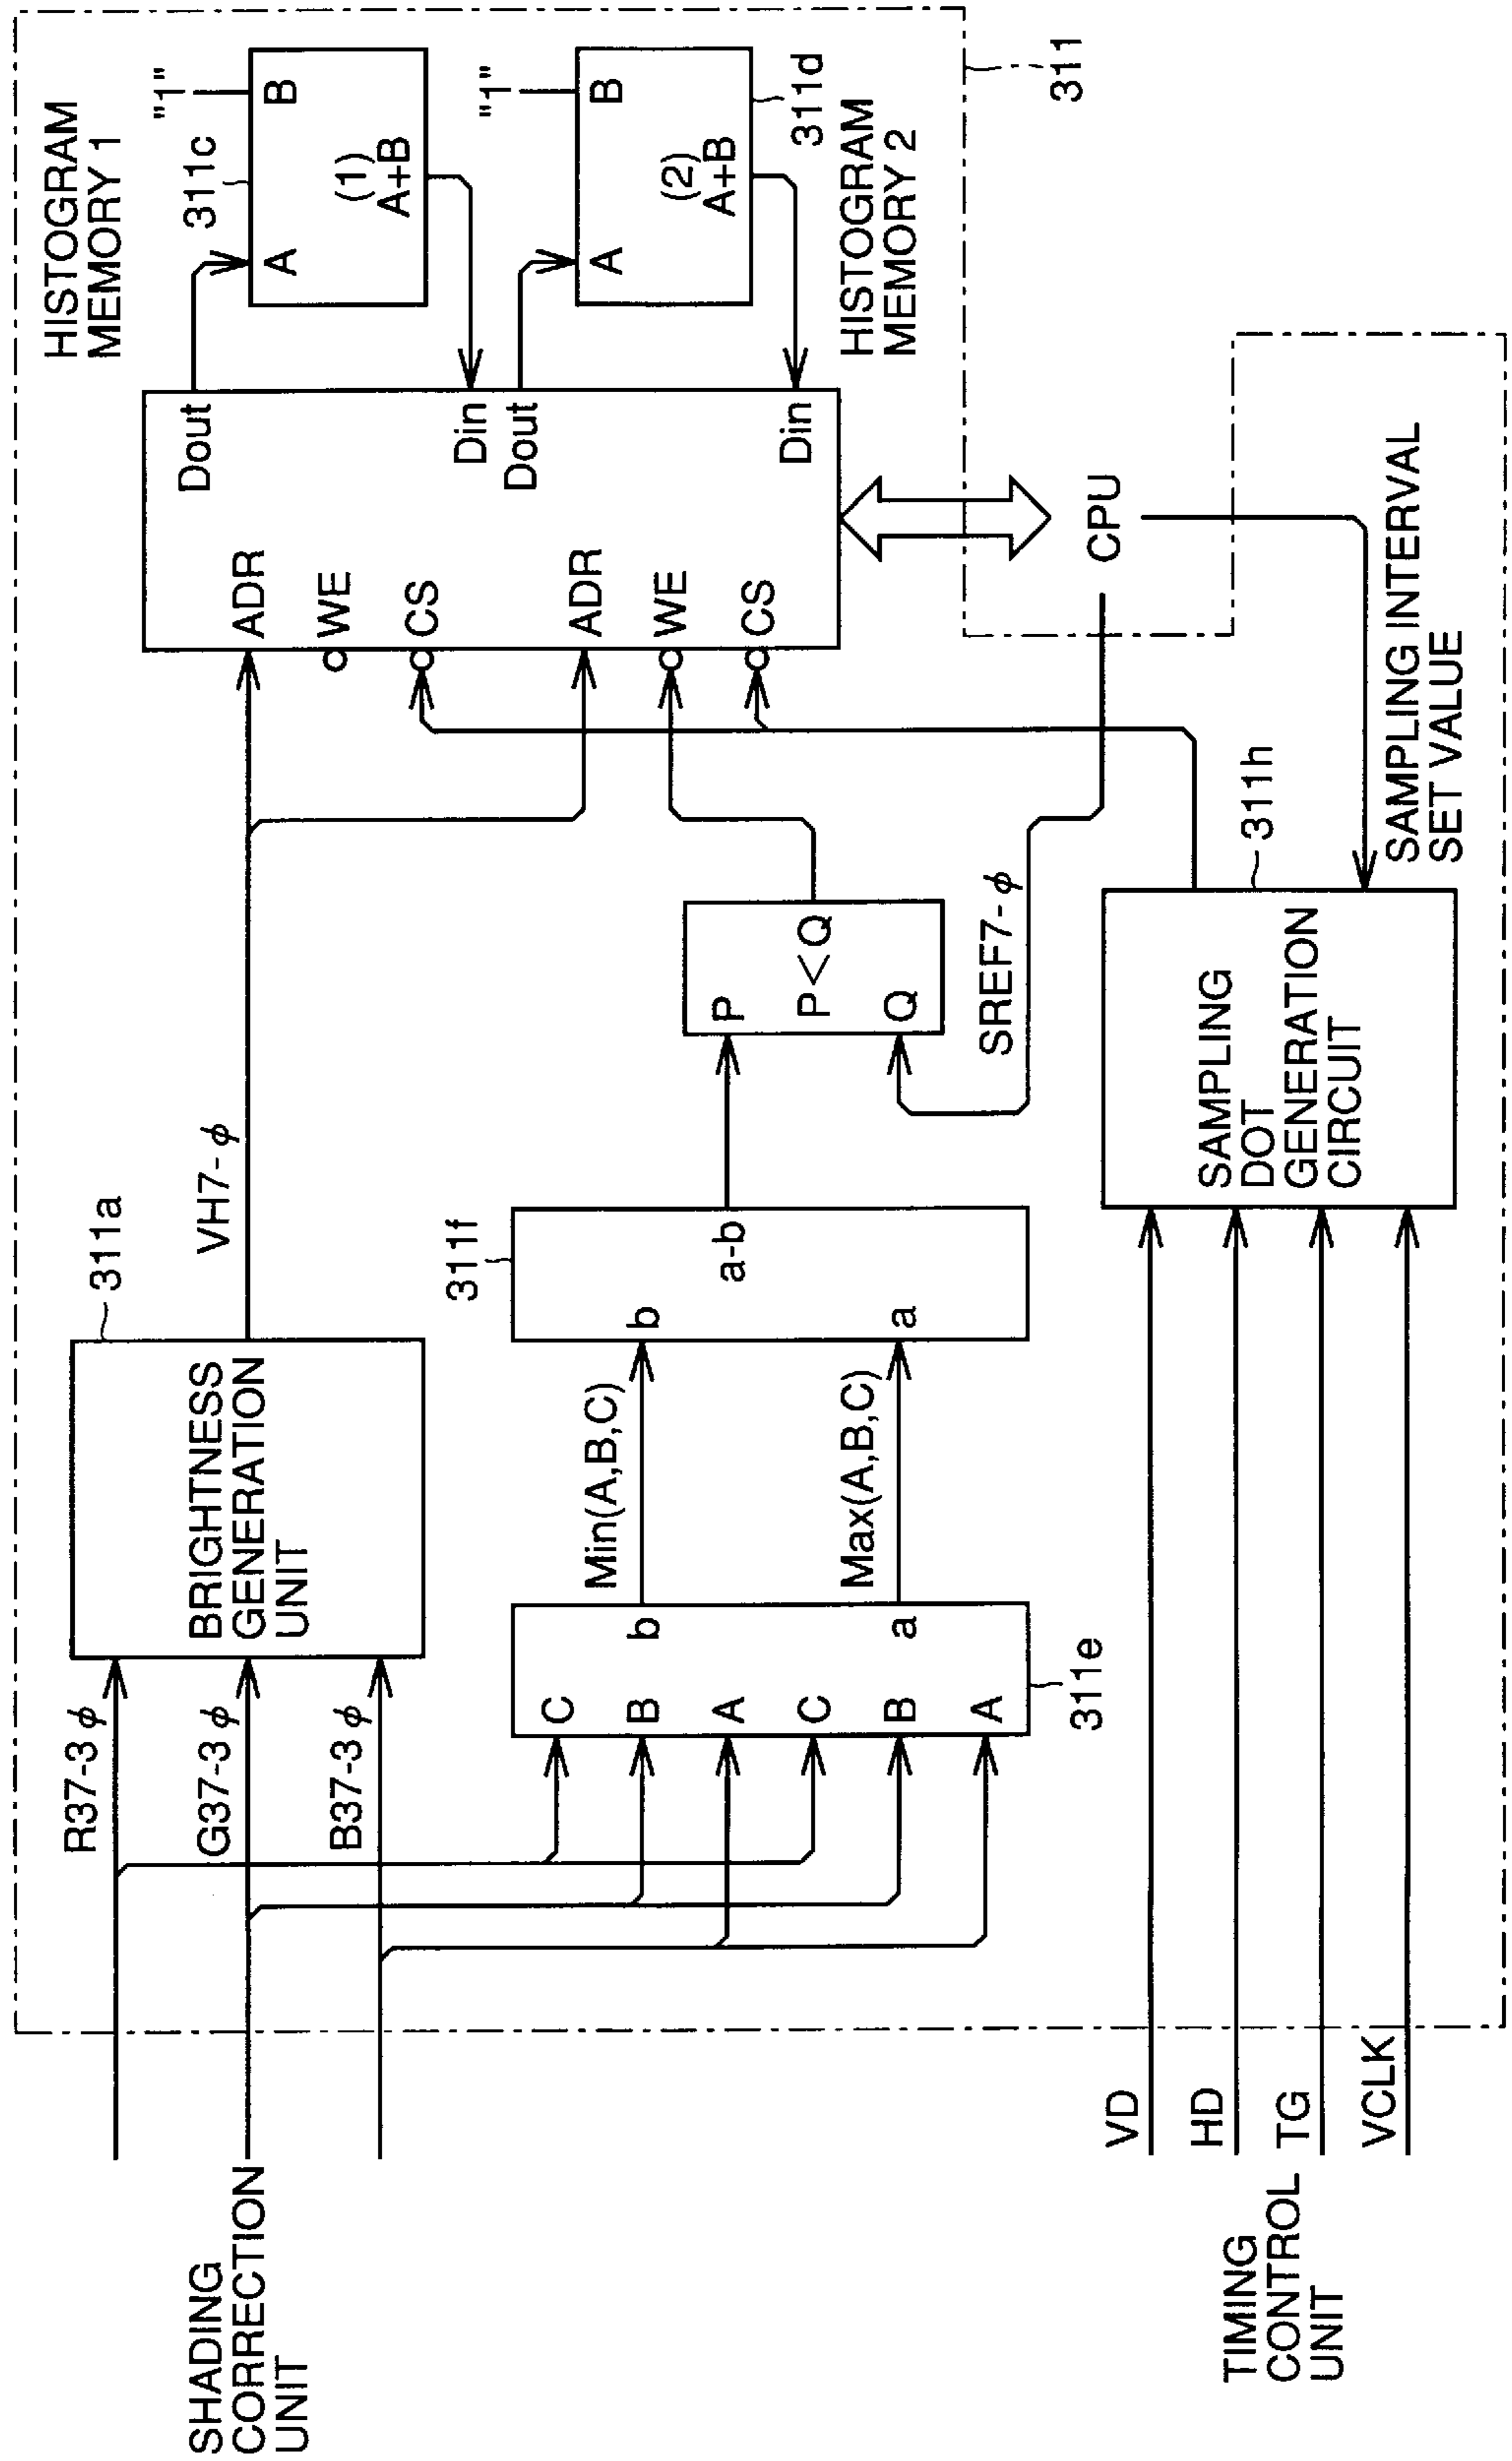 SHADING
CORRECTION
UNIT
R37-3φ
G37-3φ
B37-3φ
BRIGHTNESS
GENERATION
UNIT
311a
VH7-φ
C
B
A
C
B
A
b
a
311e
Min(A,B,C)
Max(A,B,C)
b
a
a-b
311f
P
Q
P<Q
SREF7-φ
ADR
WE
CS
ADR
WE
CS
Dout
Din
Dout
Din
HISTOGRAM
MEMORY 1
311c
"1"
A
B
(1)
A+B
"1"
A
B
(2)
A+B
311d
HISTOGRAM
MEMORY 2
311
CPU
TIMING
CONTROL
UNIT
VD
HD
TG
VCLK
SAMPLING
DOT
GENERATION
CIRCUIT
311h
SAMPLING INTERVAL
SET VALUE